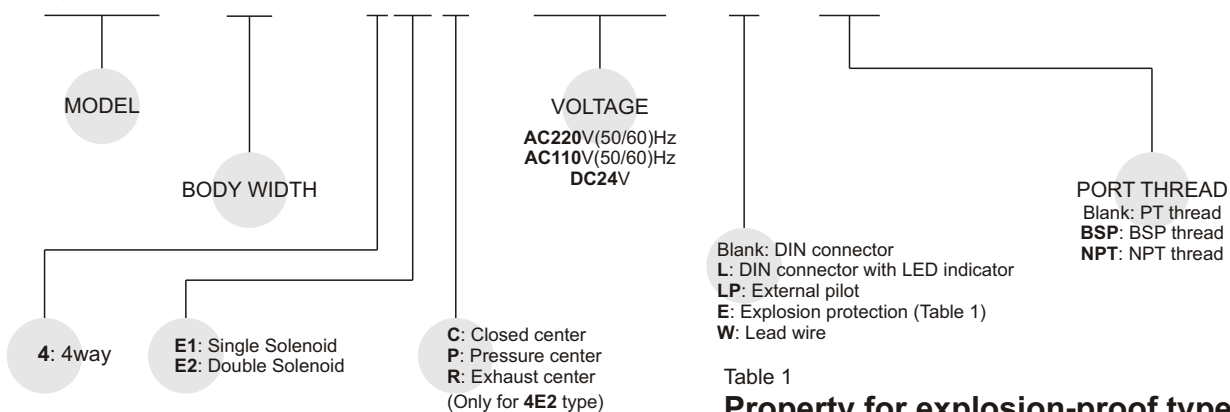 MODEL
BODY WIDTH
VOLTAGE
AC220V(50/60)Hz
AC110V(50/60)Hz
DC24V
PORT THREAD
Blank: PT thread
BSP: BSP thread
NPT: NPT thread
Blank: DIN connector
L: DIN connector with LED indicator
LP: External pilot
E: Explosion protection (Table 1)
W: Lead wire
4: 4way
E1: Single Solenoid
E2: Double Solenoid
C: Closed center
P: Pressure center
R: Exhaust center
(Only for 4E2 type)
Table 1
Property for explosion-proof type